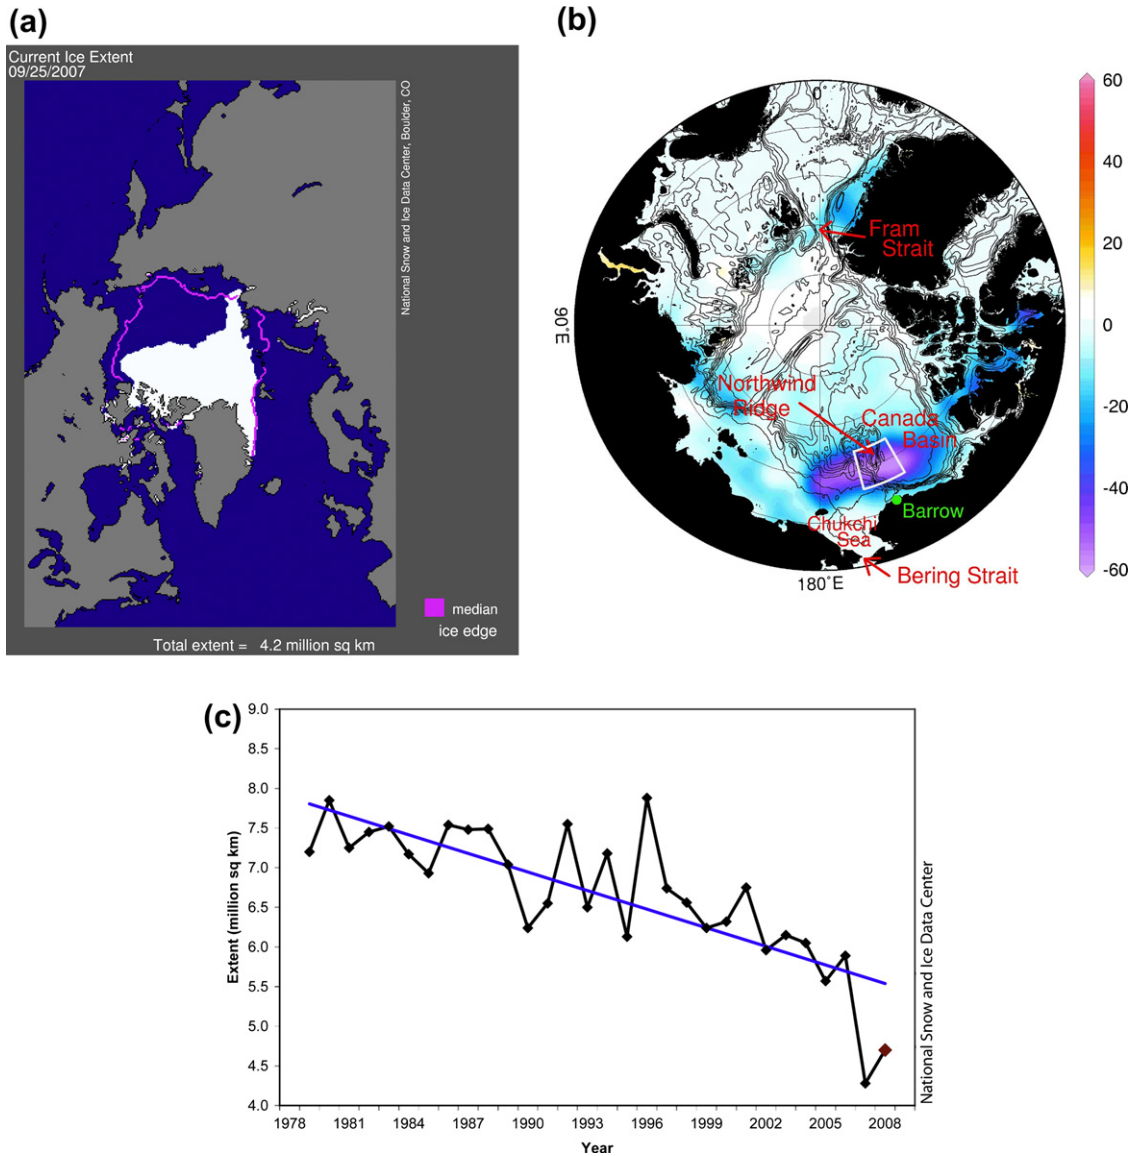 (a)
Current Ice Extent
09/25/2007
National Snow and Ice Data Center, Boulder, CO
median
ice edge
Total extent = 4.2 million sq km
(b)
0°
90°E
180°E
Fram
Strait
Northwind
Ridge
Canada
Basin
Barrow
Chukchi
Sea
Bering Strait
60
40
20
0
-20
-40
-60
(c)
9.0
8.5
8.0
7.5
7.0
6.5
6.0
5.5
5.0
4.5
4.0
Extent (million sq km)
1978 1981 1984 1987 1990 1993 1996 1999 2002 2005 2008
Year
National Snow and Ice Data Center